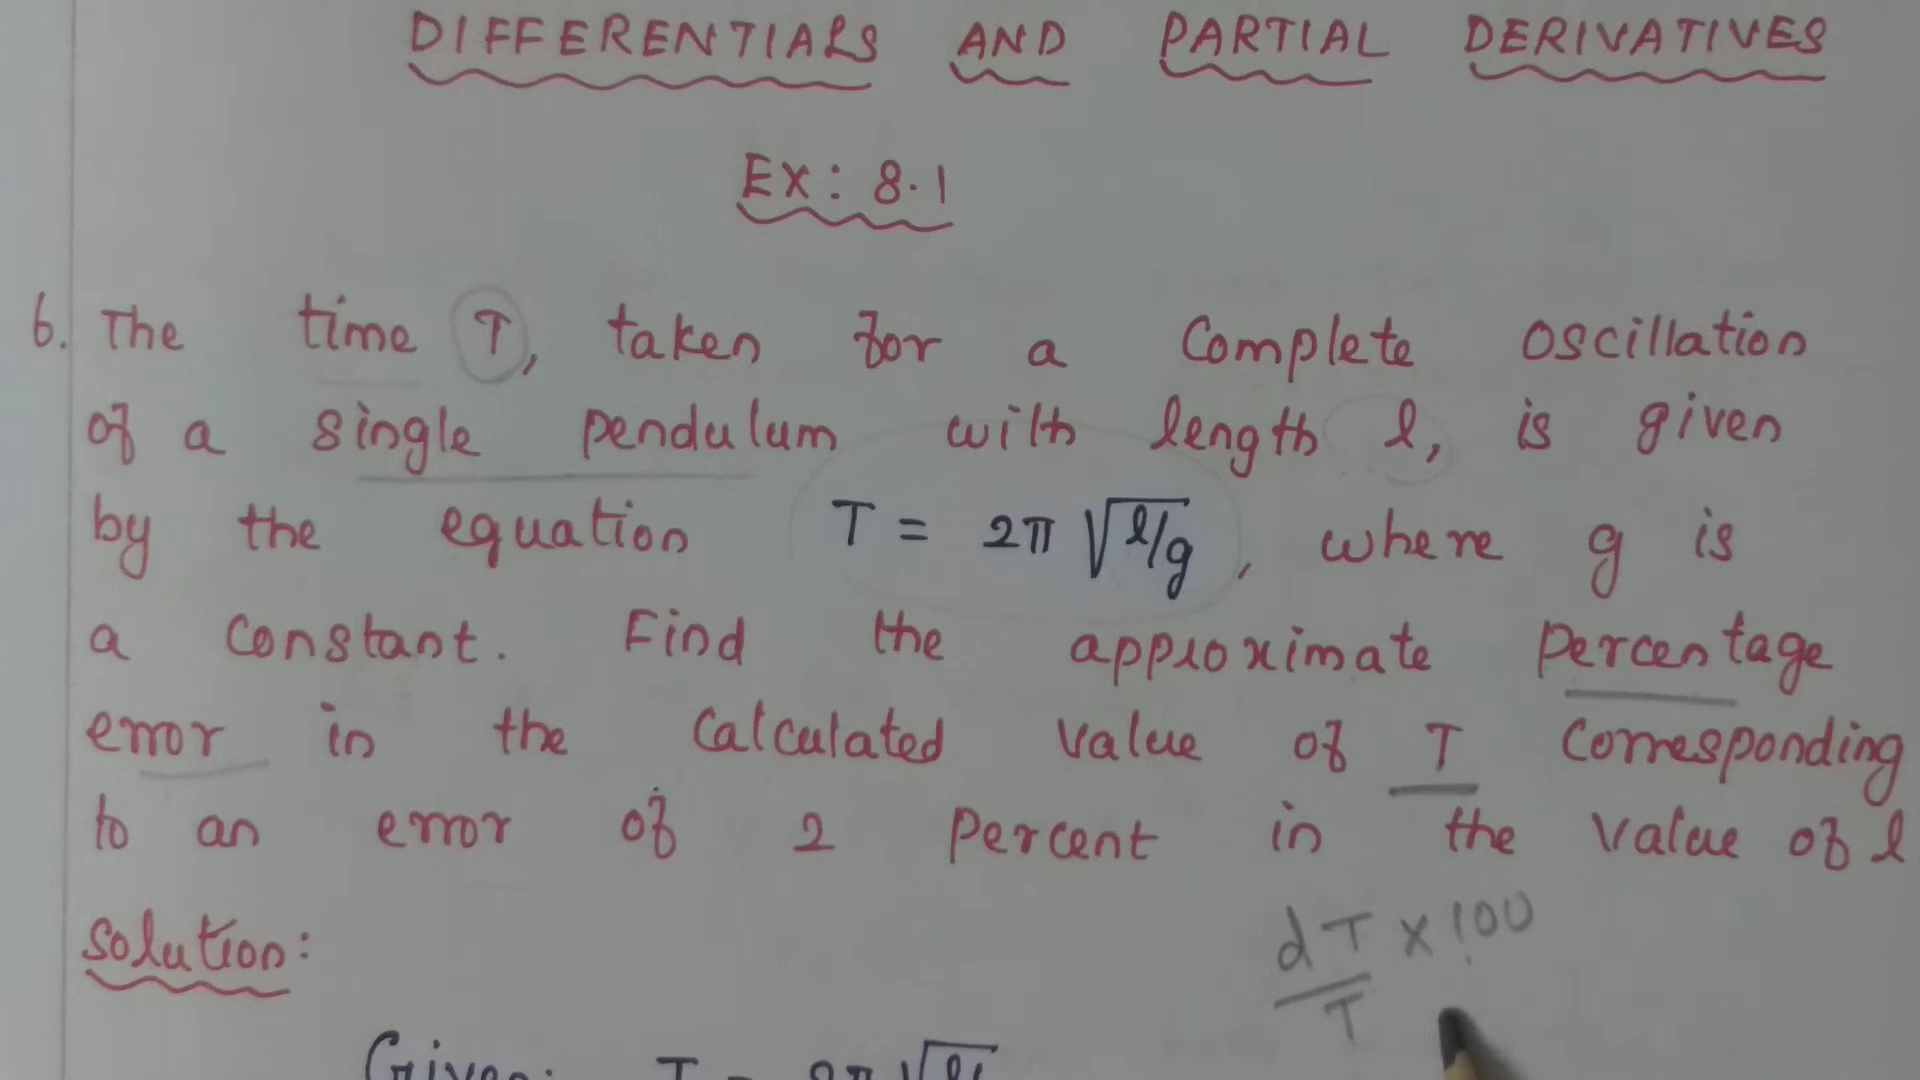 DIFFERENTIALS AND PARTIAL DERIVATIVES
EX: 8.1
6. The time T, taken for a complete oscillation
of a single pendulum with length l, is given
by the equation T = 2π √l/g, where g is
a constant. Find the approximate percentage
error in the calculated value of T corresponding
to an error of 2 percent in the value of l
dT/T × 100
Solution:
Given: T = 2π √l/